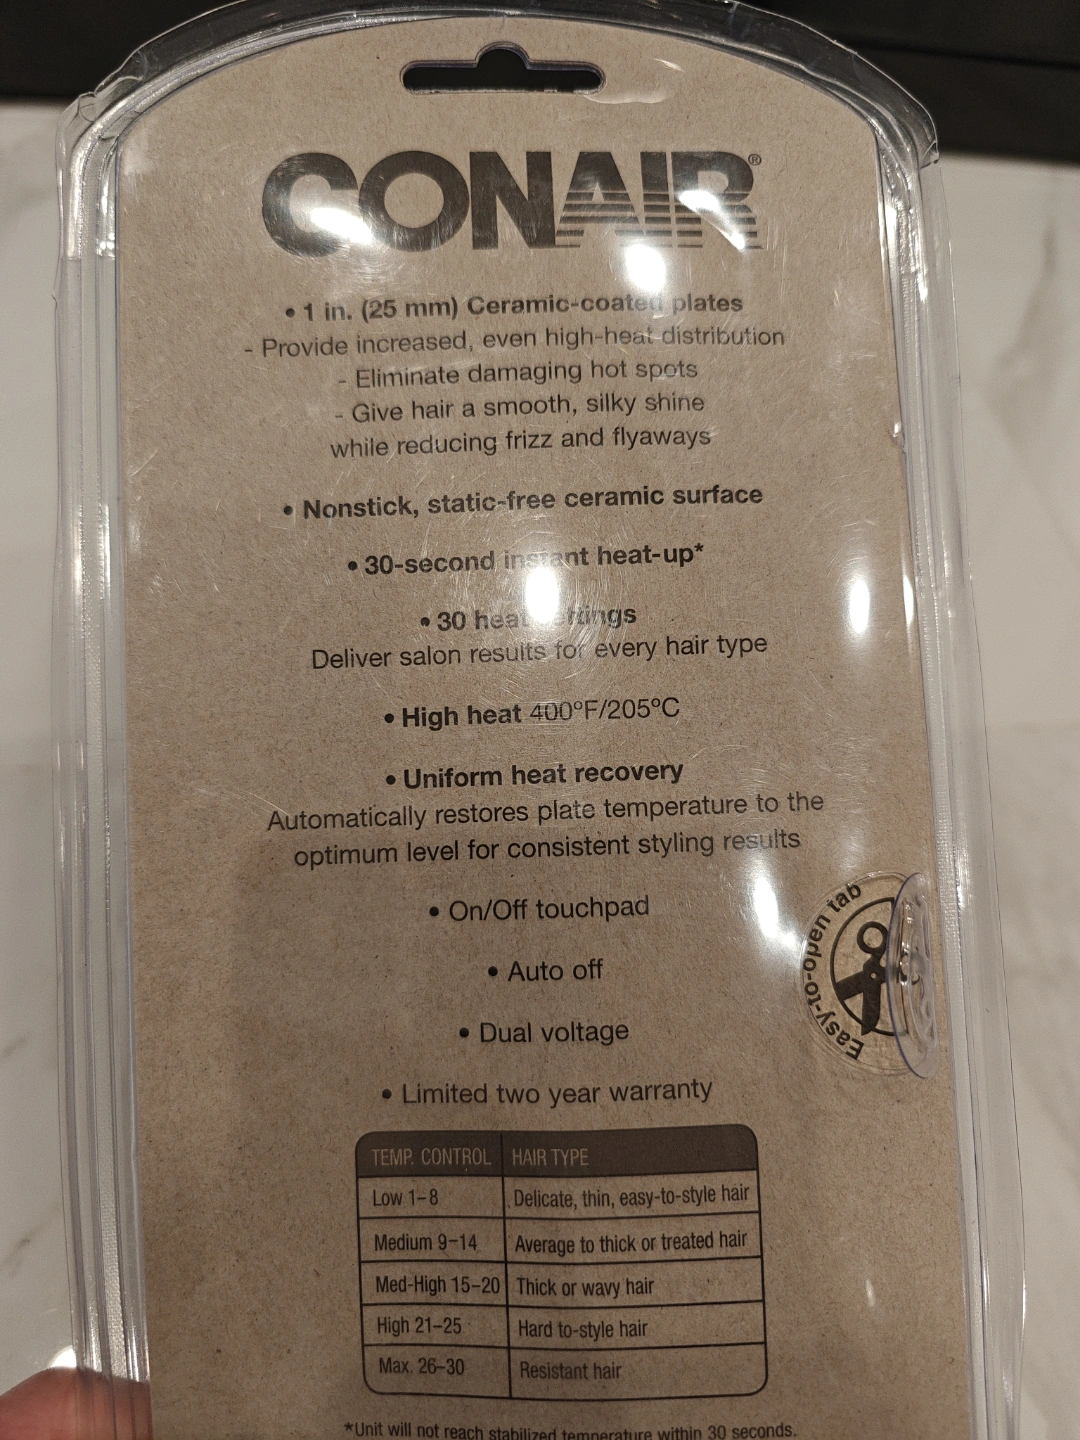 CONAIR®
• 1 in. (25 mm) Ceramic-coated plates
- Provide increased, even high-heat distribution
- Eliminate damaging hot spots
- Give hair a smooth, silky shine
while reducing frizz and flyaways
• Nonstick, static-free ceramic surface
• 30-second instant heat-up*
• 30 heat settings
Deliver salon results for every hair type
• High heat 400°F/205°C
• Uniform heat recovery
Automatically restores plate temperature to the
optimum level for consistent styling results
• On/Off touchpad
• Auto off
• Dual voltage
• Limited two year warranty
Easy-to-open tab
TEMP. CONTROL HAIR TYPE
Low 1–8 Delicate, thin, easy-to-style hair
Medium 9–14 Average to thick or treated hair
Med-High 15–20 Thick or wavy hair
High 21–25 Hard to-style hair
Max. 26–30 Resistant hair
*Unit will not reach stabilized temperature within 30 seconds.